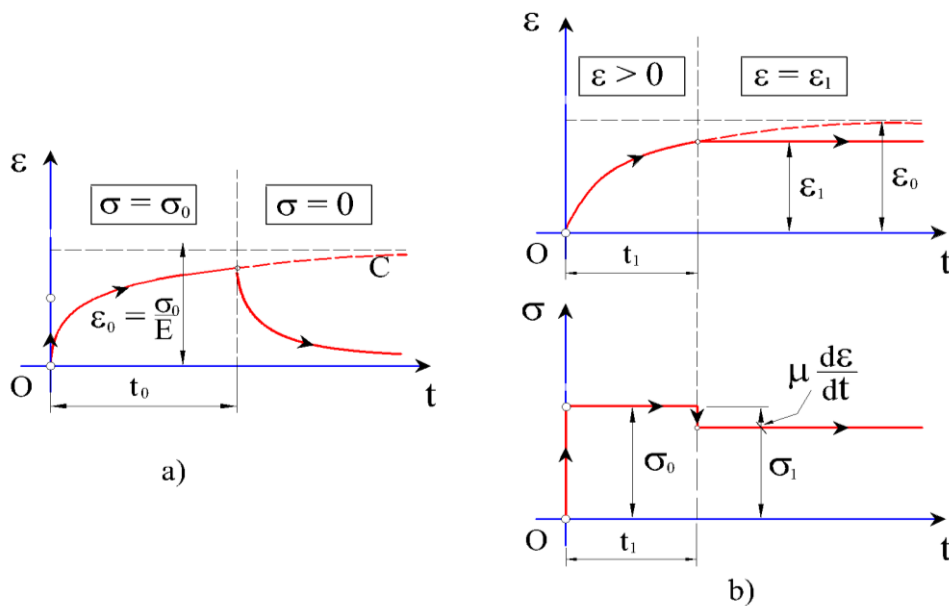 ε
σ = σ₀
σ = 0
C
ε₀ = σ₀/E
O
t₀
t
a)
ε
ε > 0
ε = ε₁
ε₁
ε₀
O
t₁
t
σ
μ dε/dt
σ₀
σ₁
O
t₁
t
b)